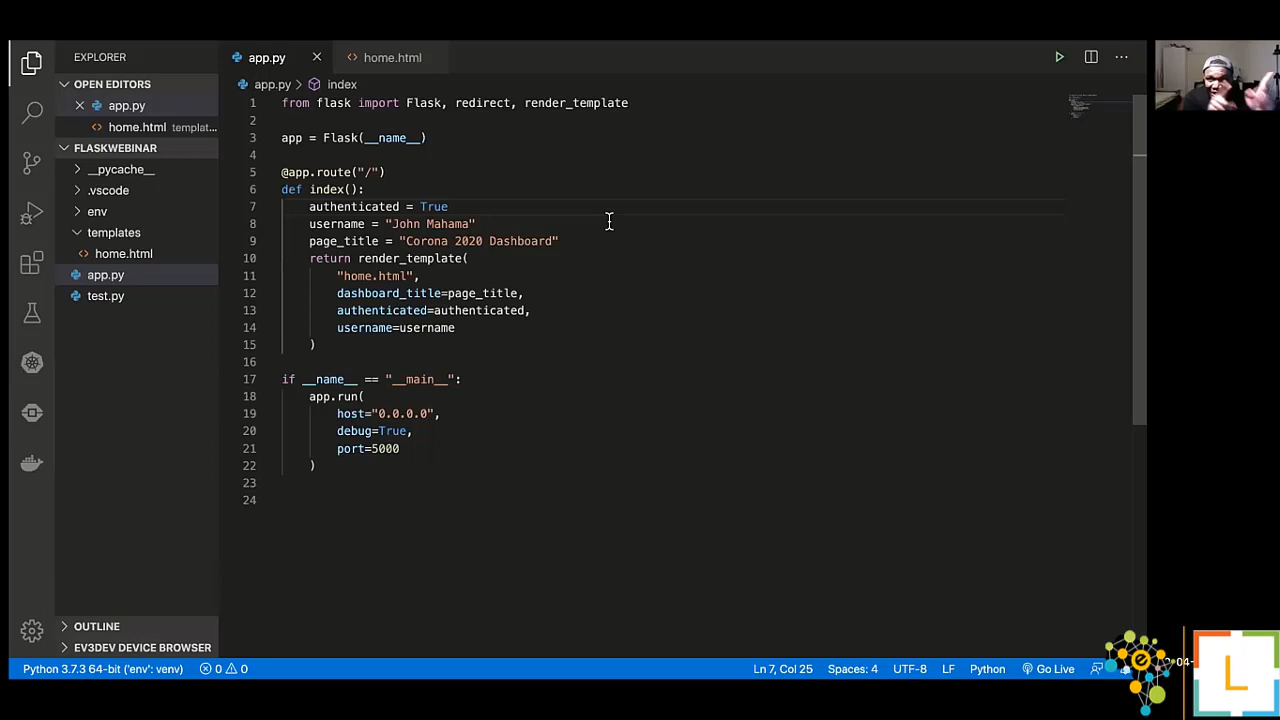 EXPLORER
OPEN EDITORS
app.py
home.html templat...
FLASKWEBINAR
__pycache__
.vscode
env
templates
home.html
app.py
test.py
OUTLINE
EV3DEV DEVICE BROWSER
app.py
home.html
app.py > index
1 from flask import Flask, redirect, render_template
2
3 app = Flask(__name__)
4
5 @app.route("/")
6 def index():
7 authenticated = True
8 username = "John Mahama"
9 page_title = "Corona 2020 Dashboard"
10 return render_template(
11 "home.html",
12 dashboard_title=page_title,
13 authenticated=authenticated,
14 username=username
15 )
16
17 if __name__ == "__main__":
18 app.run(
19 host="0.0.0.0",
20 debug=True,
21 port=5000
22 )
23
24
Python 3.7.3 64-bit ('env': venv) 0 0 Ln 7, Col 25 Spaces: 4 UTF-8 LF Python Go Live
e
L